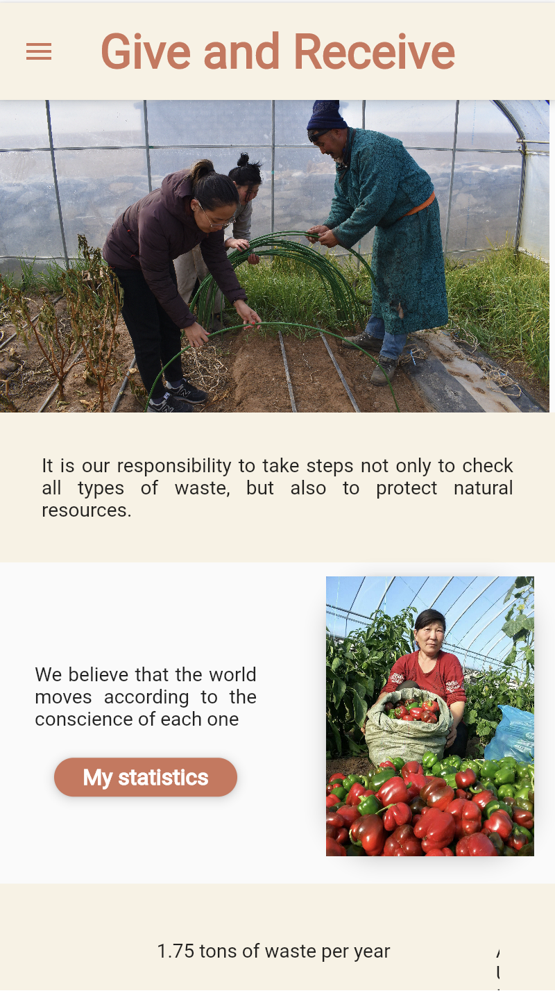 Give and Receive
It is our responsibility to take steps not only to check
all types of waste, but also to protect natural
resources.
We believe that the world
moves according to the
conscience of each one
My statistics
1.75 tons of waste per year